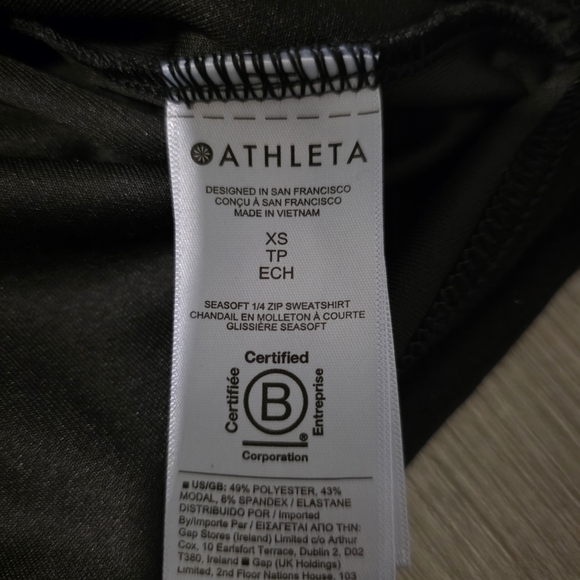 ATHLETA
DESIGNED IN SAN FRANCISCO
CONÇU À SAN FRANCISCO
MADE IN VIETNAM
XS
TP
ECH
SEASOFT 1/4 ZIP SWEATSHIRT
CHANDAIL EN MOLLETON À COURTE
GLISSIÈRE SEASOFT
Certified
Certifiée
B
®
Entreprise
Corporation
■ US/GB: 49% POLYESTER, 43%
MODAL, 8% SPANDEX / ELASTANE
DISTRIBUIDO POR / Imported
By/Importe Par / ΕΙΣΑΓΕΤΑΙ ΑΠΟ ΤΗΝ:
Gap Stores (Ireland) Limited c/o Arthur
Cox, 10 Earlsfort Terrace, Dublin 2, D02
T380, Ireland ■ Gap (UK Holdings)
Limited, 2nd Floor Nations House, 103